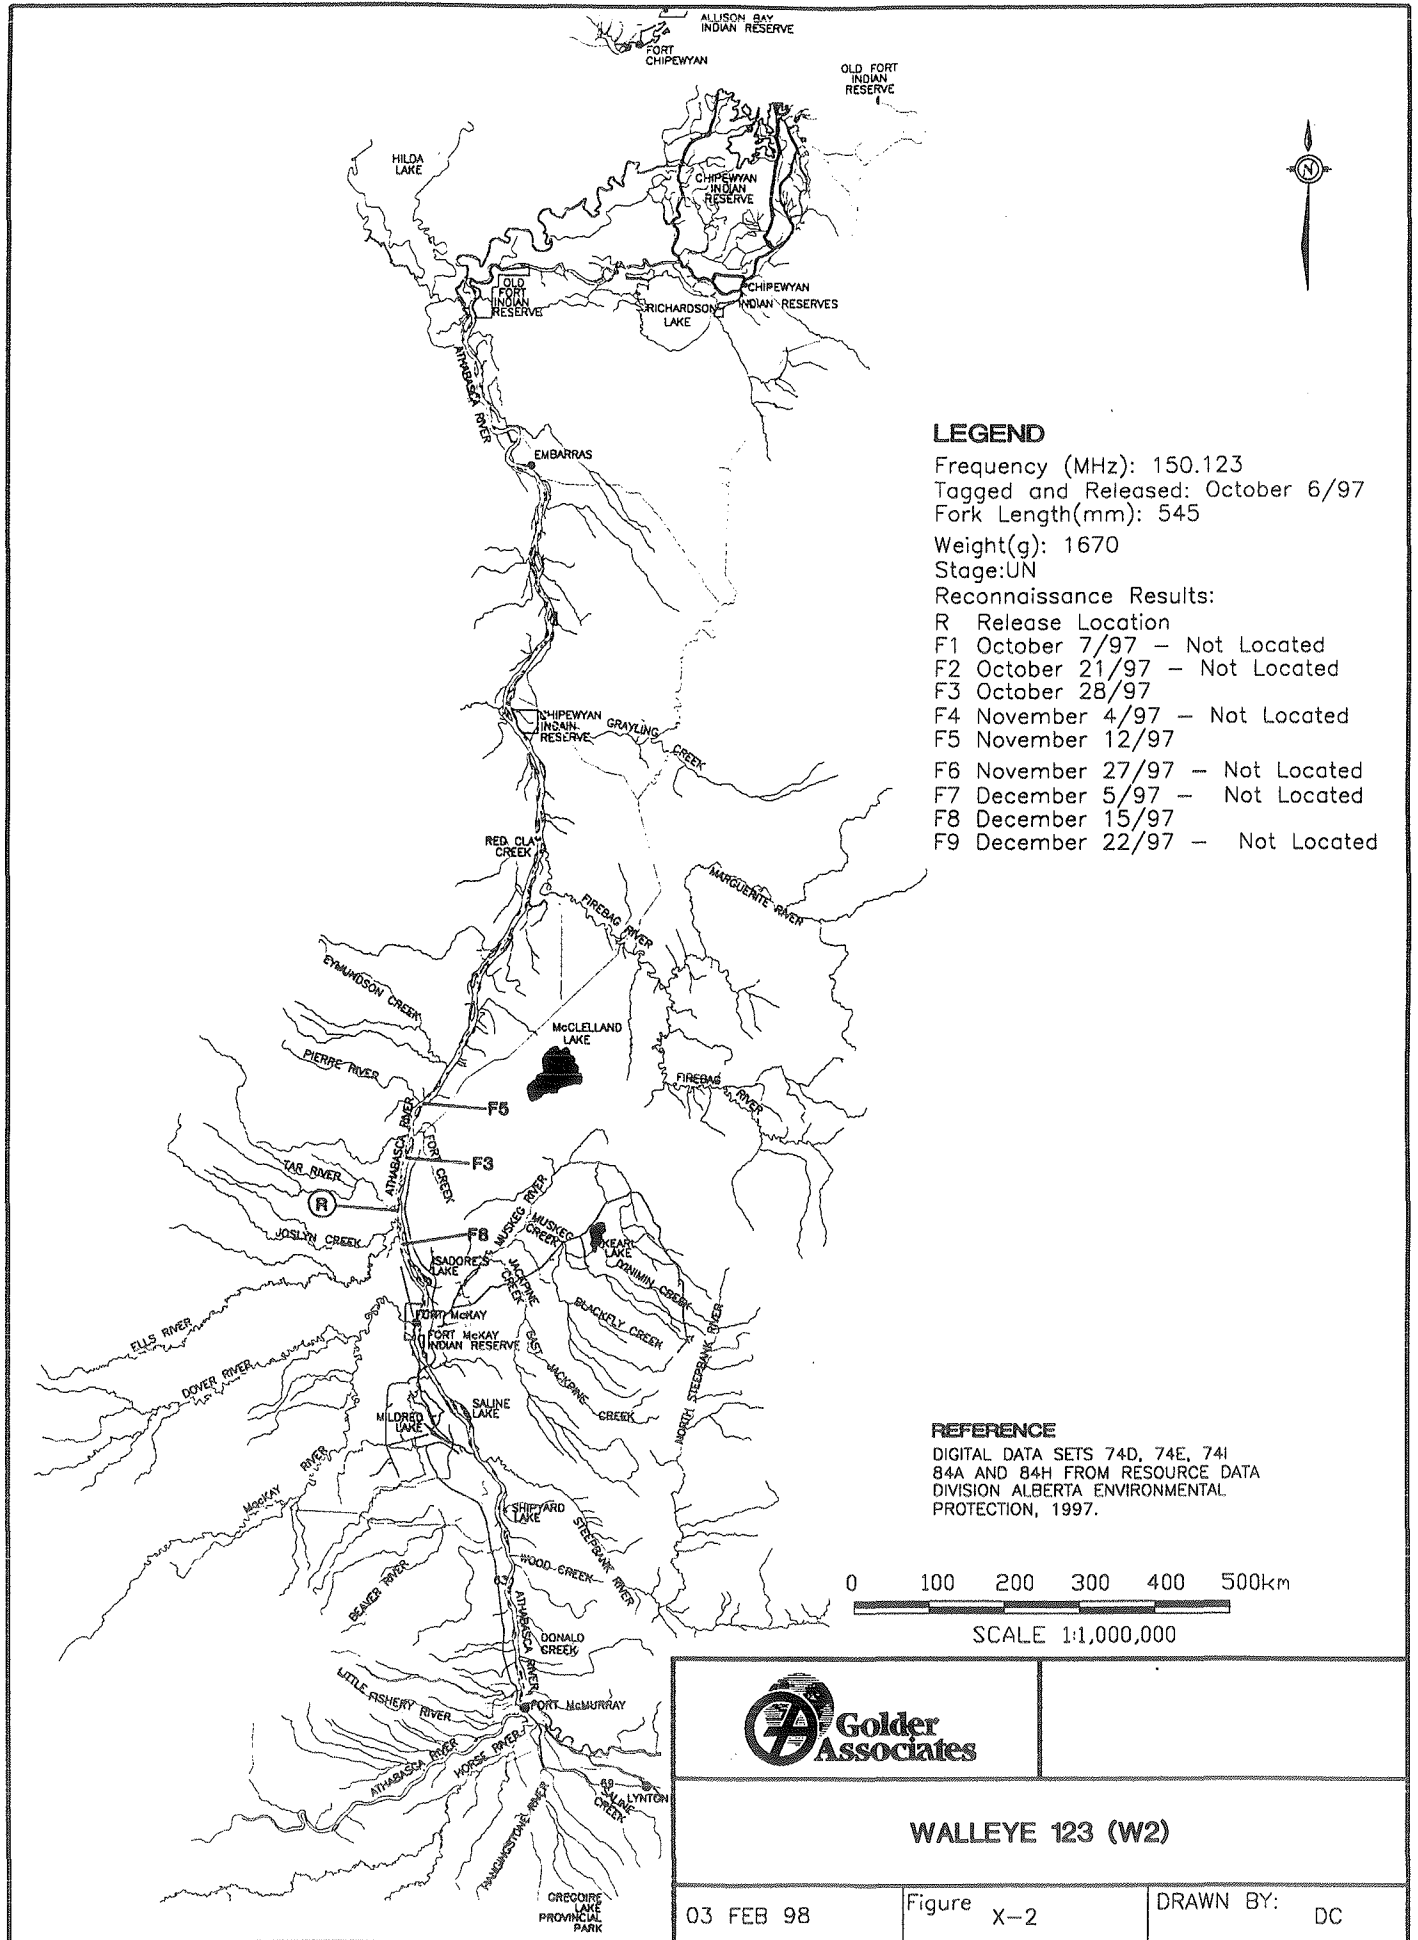 ALLISON BAY
INDIAN RESERVE
FORT
CHIPEWYAN
OLD FORT
INDIAN
RESERVE
HILDA
LAKE
CHIPEWYAN
INDIAN
RESERVE
N
OLD
FORT
INDIAN
RESERVE
CHIPEWYAN
INDIAN RESERVES
RICHARDSON
LAKE
ATHABASCA RIVER
EMBARRAS
LEGEND
Frequency (MHz): 150.123
Tagged and Released: October 6/97
Fork Length(mm): 545
Weight(g): 1670
Stage:UN
Reconnaissance Results:
R Release Location
F1 October 7/97 – Not Located
F2 October 21/97 – Not Located
F3 October 28/97
F4 November 4/97 – Not Located
F5 November 12/97
F6 November 27/97 – Not Located
F7 December 5/97 – Not Located
F8 December 15/97
F9 December 22/97 – Not Located
CHIPEWYAN
INDAIN
RESERVE
GRAYLING
CREEK
RED CLA
CREEK
MARGUERITE RIVER
FIREBAG RIVER
EYMUNDSON CREEK
McCLELLAND
LAKE
PIERRE RIVER
FIREBAG RIVER
F5
ATHABASCA RIVER
FORT CREEK
F3
TAR RIVER
R
JOSLYN CREEK
F8
MUSKEG RIVER
MUSKEG
CREEK
KEARL
LAKE
ISADORE'S
LAKE
JACKPINE
CREEK
IYINIMIN CREEK
BLACKFLY CREEK
FORT McKAY
FORT McKAY
INDIAN RESERVE
ELLS RIVER
DOVER RIVER
EAST JACKPINE CREEK
NORTH STEEPBANK RIVER
SALINE
LAKE
MILDRED
LAKE
MacKAY RIVER
REFERENCE
DIGITAL DATA SETS 74D, 74E, 74I
84A AND 84H FROM RESOURCE DATA
DIVISION ALBERTA ENVIRONMENTAL
PROTECTION, 1997.
SHIPYARD
LAKE
STEEPBANK RIVER
WOOD CREEK
63
BEAVER RIVER
ATHABASCA RIVER
DONALD
CREEK
0 100 200 300 400 500km
SCALE 1:1,000,000
LITTLE FISHERY RIVER
FORT McMURRAY
ATHABASCA RIVER
HORSE RIVER
69
SALINE
CREEK
LYNTON
HANGINGSTONE RIVER
GREGOIRE
LAKE
PROVINCIAL
PARK
Golder
Associates
WALLEYE 123 (W2)
03 FEB 98
Figure X–2
DRAWN BY: DC